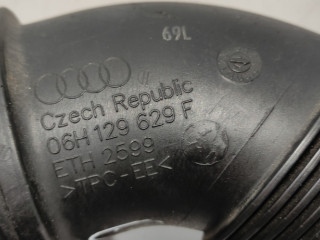 69L
Czech Republic
06H 129 629 F
ETH 2599
>TPC-EE<